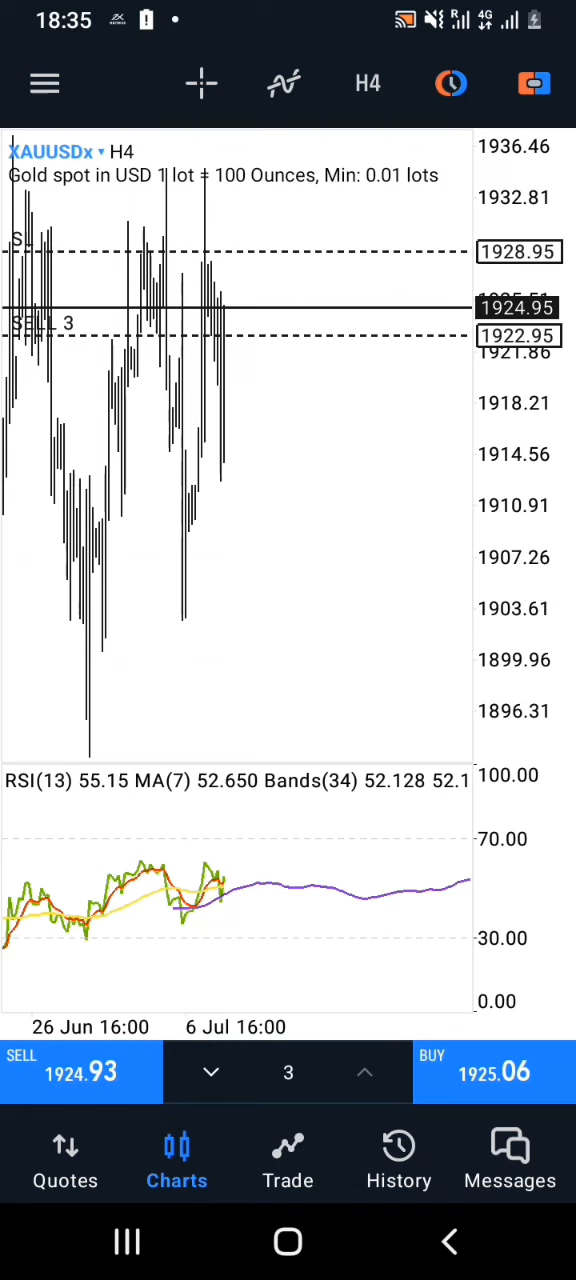 18:35
R 4G
H4
XAUUSDx H4
Gold spot in USD 1 lot = 100 Ounces, Min: 0.01 lots
SL
SELL 3
1936.46
1932.81
1928.95
1924.95
1922.95
1921.86
1918.21
1914.56
1910.91
1907.26
1903.61
1899.96
1896.31
RSI(13) 55.15 MA(7) 52.650 Bands(34) 52.128 52.1
100.00
70.00
30.00
0.00
26 Jun 16:00 6 Jul 16:00
SELL 1924.93
3
BUY 1925.06
Quotes Charts Trade History Messages